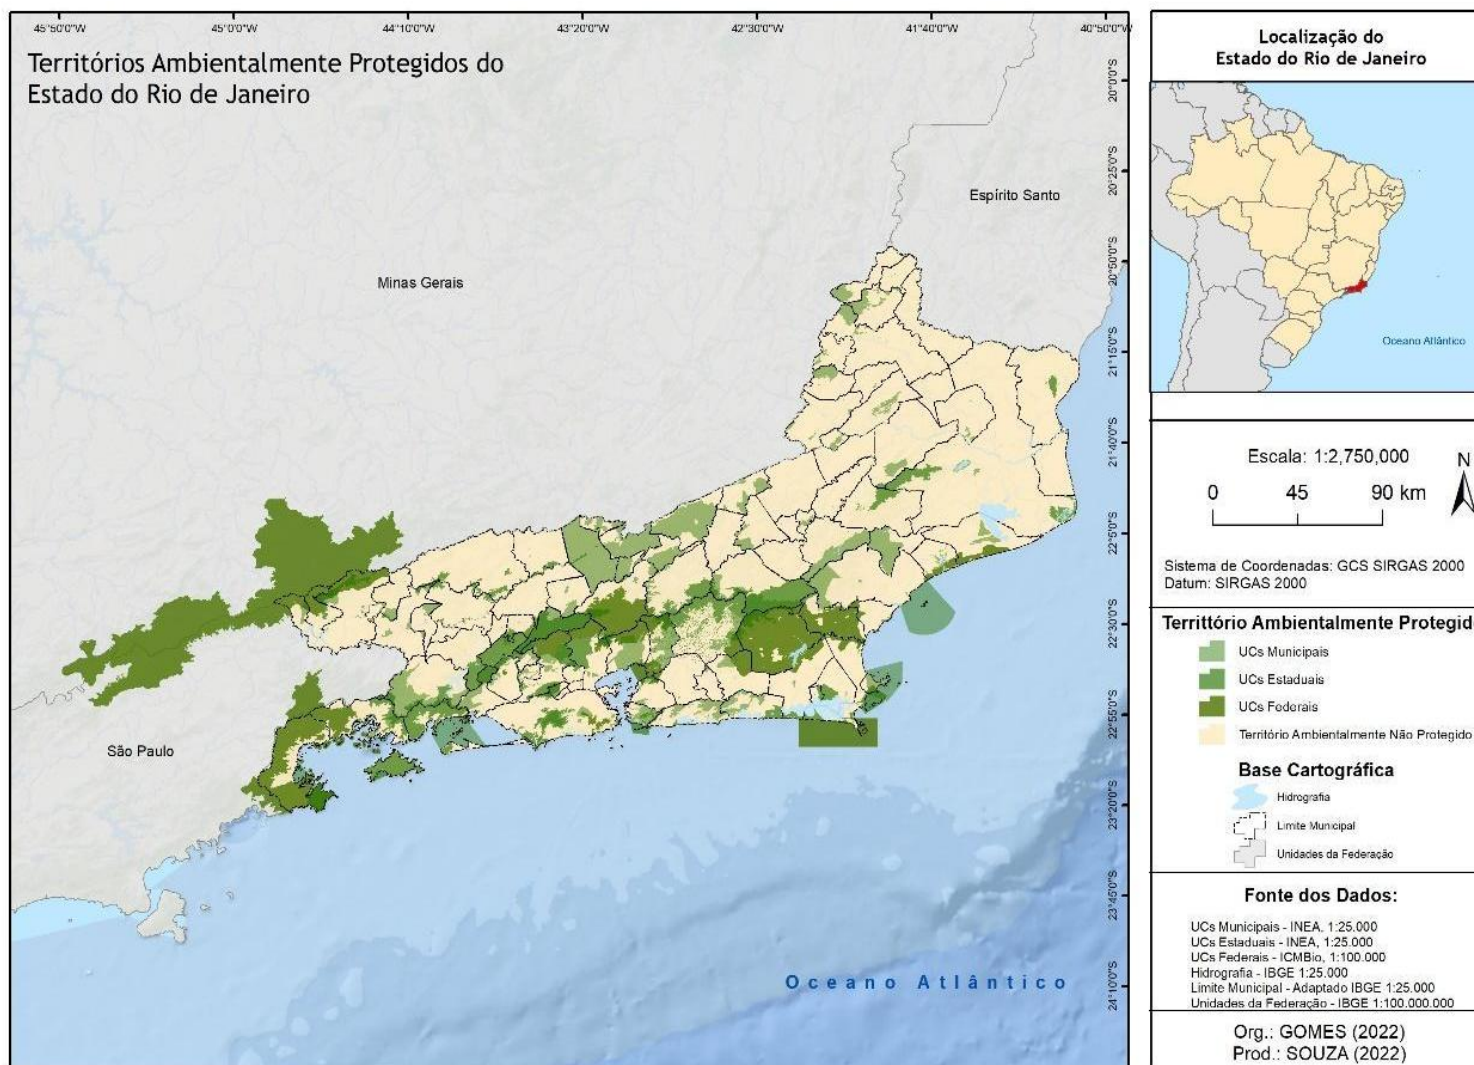 45°50'0"W
45°0'0"W
44°10'0"W
43°20'0"W
42°30'0"W
41°40'0"W
40°50'0"W
Territórios Ambientalmente Protegidos do
Estado do Rio de Janeiro
20°0'0"S
20°25'0"S
20°50'0"S
21°15'0"S
21°40'0"S
22°5'0"S
22°30'0"S
22°55'0"S
23°20'0"S
23°45'0"S
24°10'0"S
Espírito Santo
Minas Gerais
São Paulo
Oceano Atlântico
Localização do
Estado do Rio de Janeiro
Oceano Atlântico
Escala: 1:2,750,000
N
0 45 90 km
Sistema de Coordenadas: GCS SIRGAS 2000
Datum: SIRGAS 2000
Territtório Ambientalmente Protegid
UCs Municipais
UCs Estaduais
UCs Federais
Território Ambientalmente Não Protegido
Base Cartográfica
Hidrografia
Limite Municipal
Unidades da Federação
Fonte dos Dados:
UCs Municipais - INEA, 1:25.000
UCs Estaduais - INEA, 1:25.000
UCs Federais - ICMBio, 1:100.000
Hidrografia - IBGE 1:25.000
Limite Municipal - Adaptado IBGE 1:25.000
Unidades da Federação - IBGE 1:100.000.000
Org.: GOMES (2022)
Prod.: SOUZA (2022)